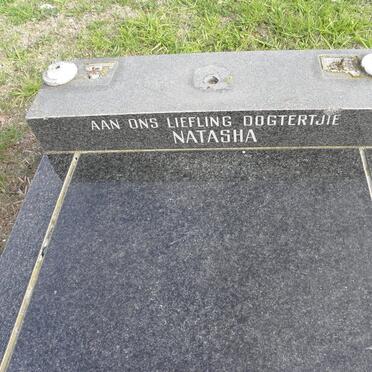 AAN ONS LIEFLING DOGTERTJIE
NATASHA